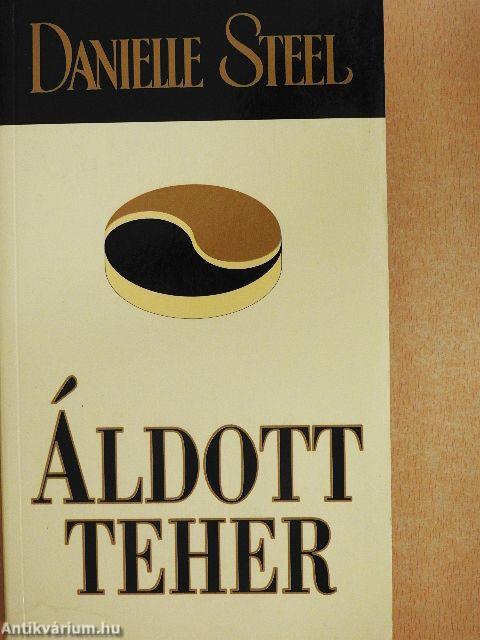 DANIELLE STEEL
ÁLDOTT
TEHER
Antikvárium.hu